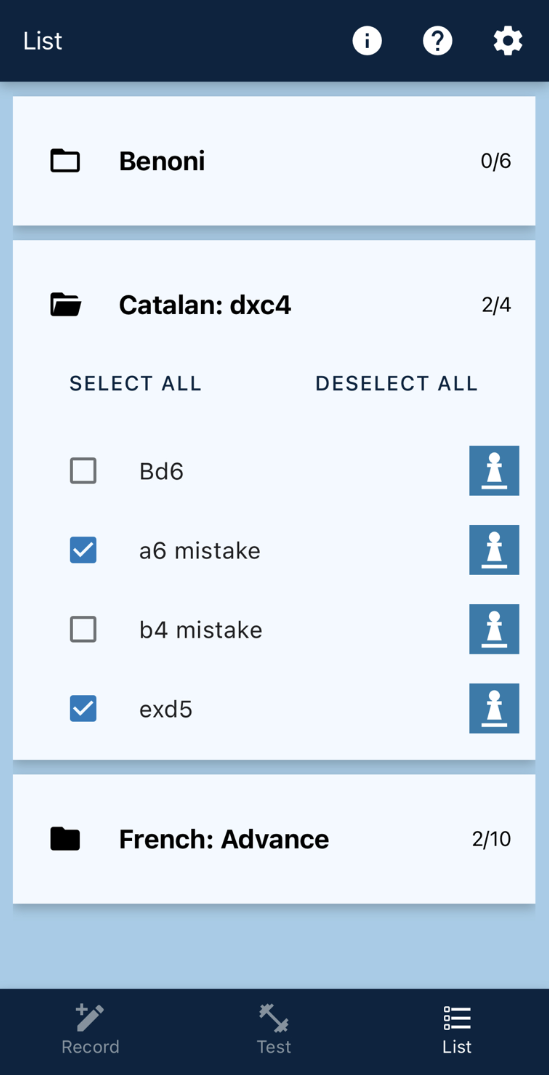 List
Benoni 0/6
Catalan: dxc4 2/4
SELECT ALL DESELECT ALL
Bd6
a6 mistake
b4 mistake
exd5
French: Advance 2/10
Record Test List